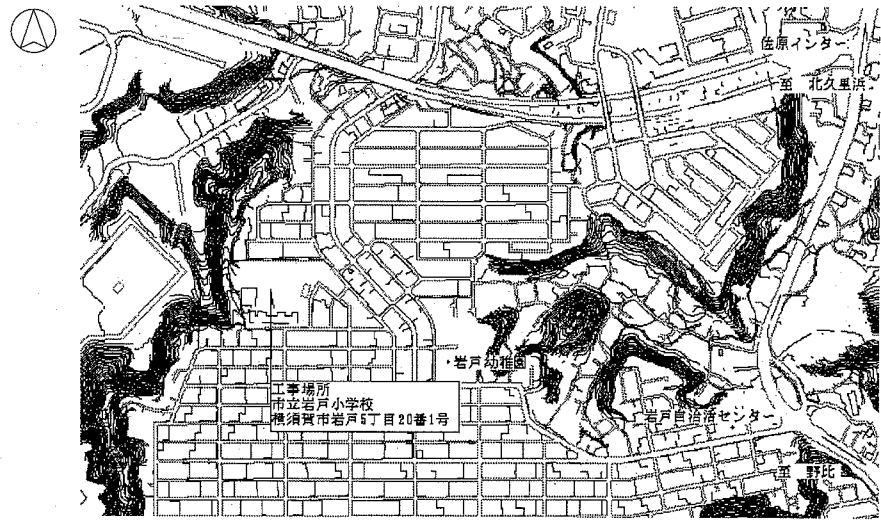 佐原インター
至 北久里浜
・岩戸幼稚園
工事場所
市立岩戸小学校
横須賀市岩戸5丁目20番1号
岩戸自治活センター
至 野比